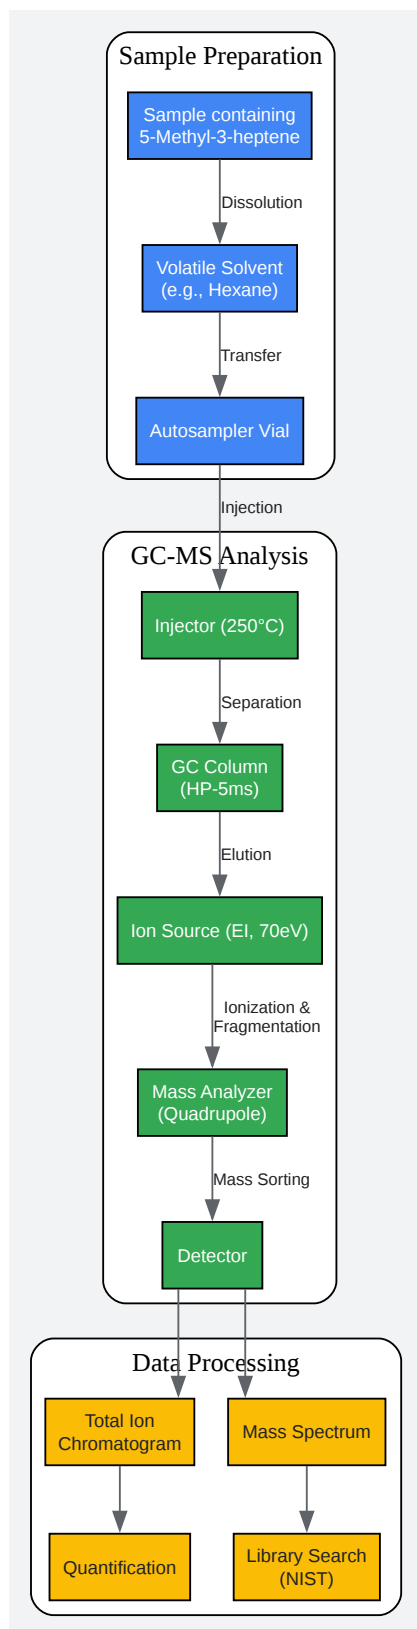 Sample Preparation
Sample containing
5-Methyl-3-heptene
Dissolution
Volatile Solvent
(e.g., Hexane)
Transfer
Autosampler Vial
Injection
GC-MS Analysis
Injector (250°C)
Separation
GC Column
(HP-5ms)
Elution
Ion Source (EI, 70eV)
Ionization &
Fragmentation
Mass Analyzer
(Quadrupole)
Mass Sorting
Detector
Data Processing
Total Ion
Chromatogram
Mass Spectrum
Quantification
Library Search
(NIST)